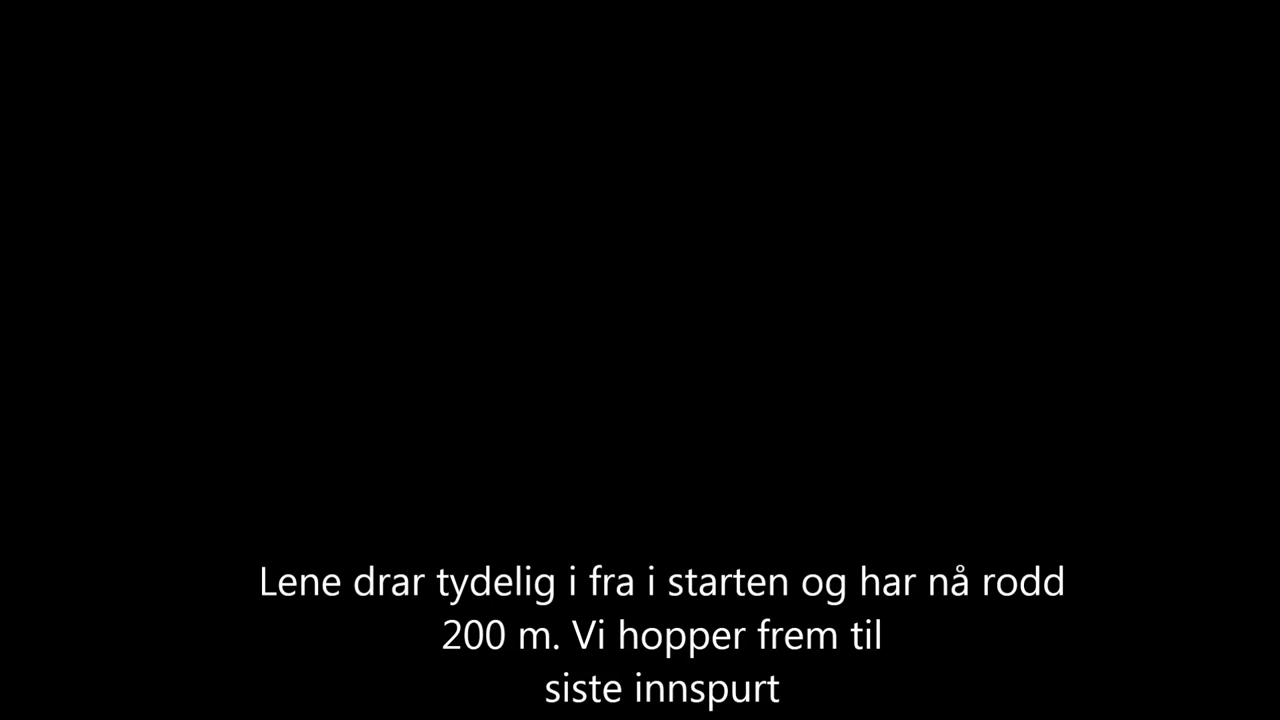 Lene drar tydelig i fra i starten og har nå rodd
200 m. Vi hopper frem til
siste innspurt